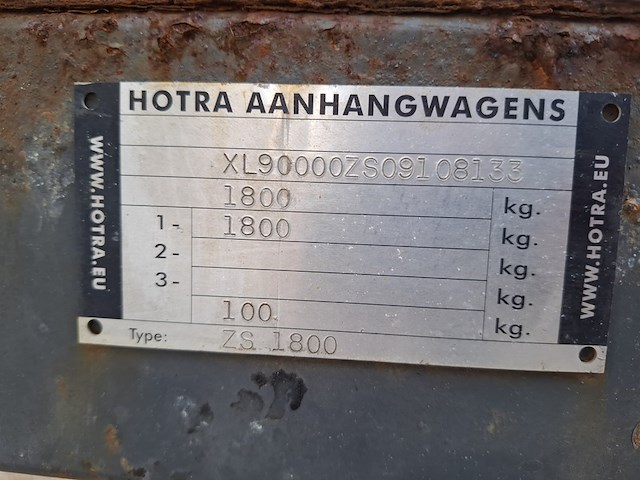 HOTRA AANHANGWAGENS
WWW.HOTRA.EU
XL90000ZS09108133
1800 kg.
1- 1800 kg.
2- kg.
3- kg.
100 kg.
Type: ZS 1800
WWW.HOTRA.EU